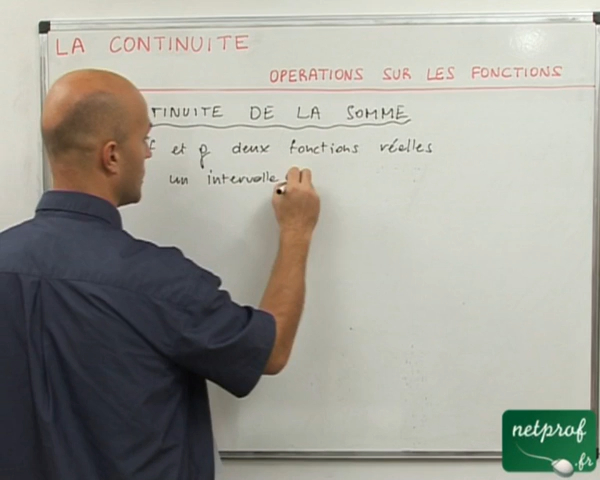 LA CONTINUITE
OPERATIONS SUR LES FONCTIONS
TINUITE DE LA SOMME
f et g deux fonctions réelles
un intervalle
netprof
.fr